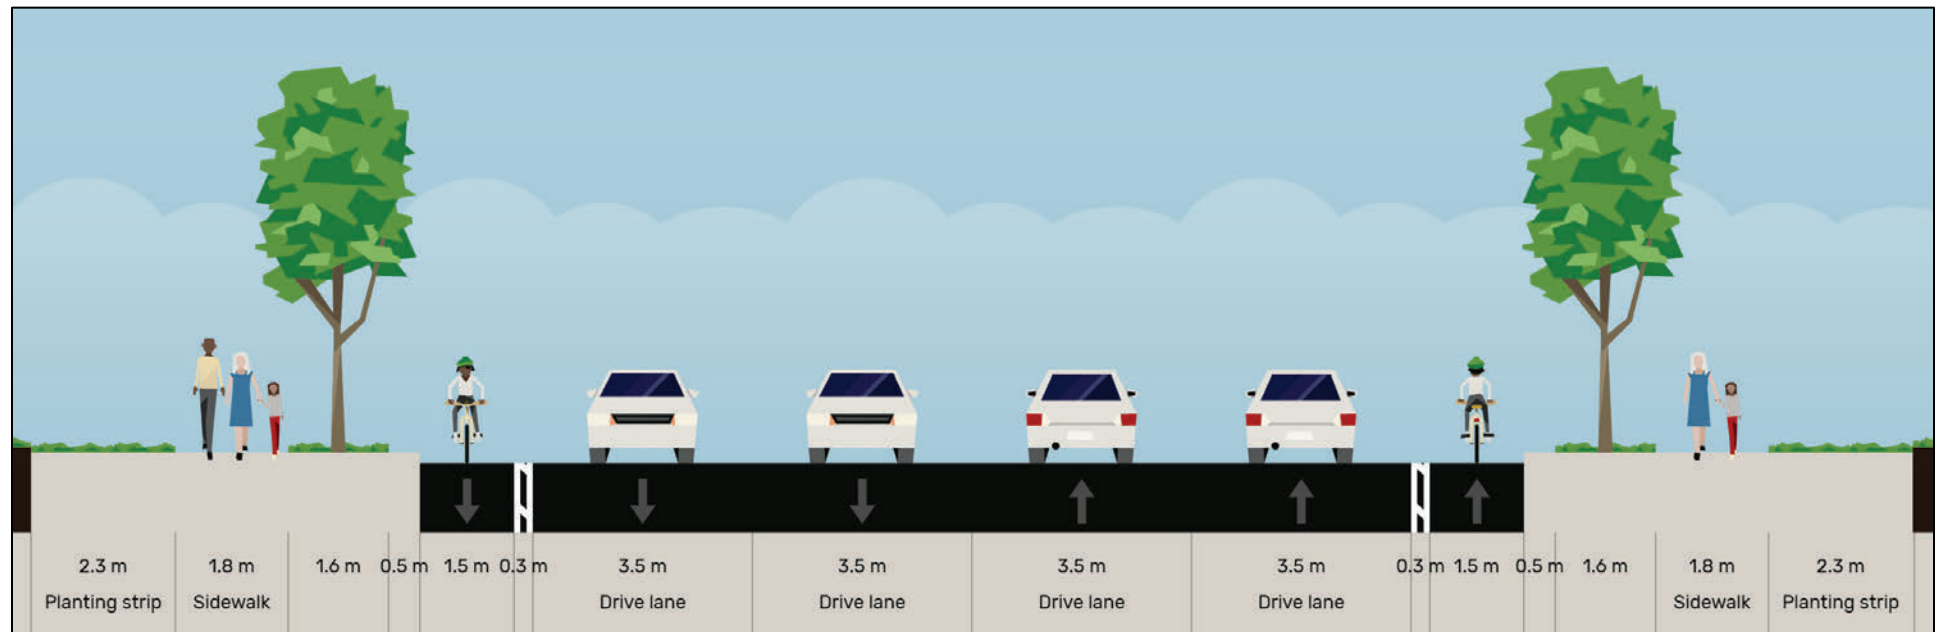 2.3 m 1.8 m 1.6 m 0.5 m 1.5 m 0.3 m 3.5 m 3.5 m 3.5 m 3.5 m 0.3 m 1.5 m 0.5 m 1.6 m 1.8 m 2.3 m
Planting strip Sidewalk Drive lane Drive lane Drive lane Drive lane Sidewalk Planting strip